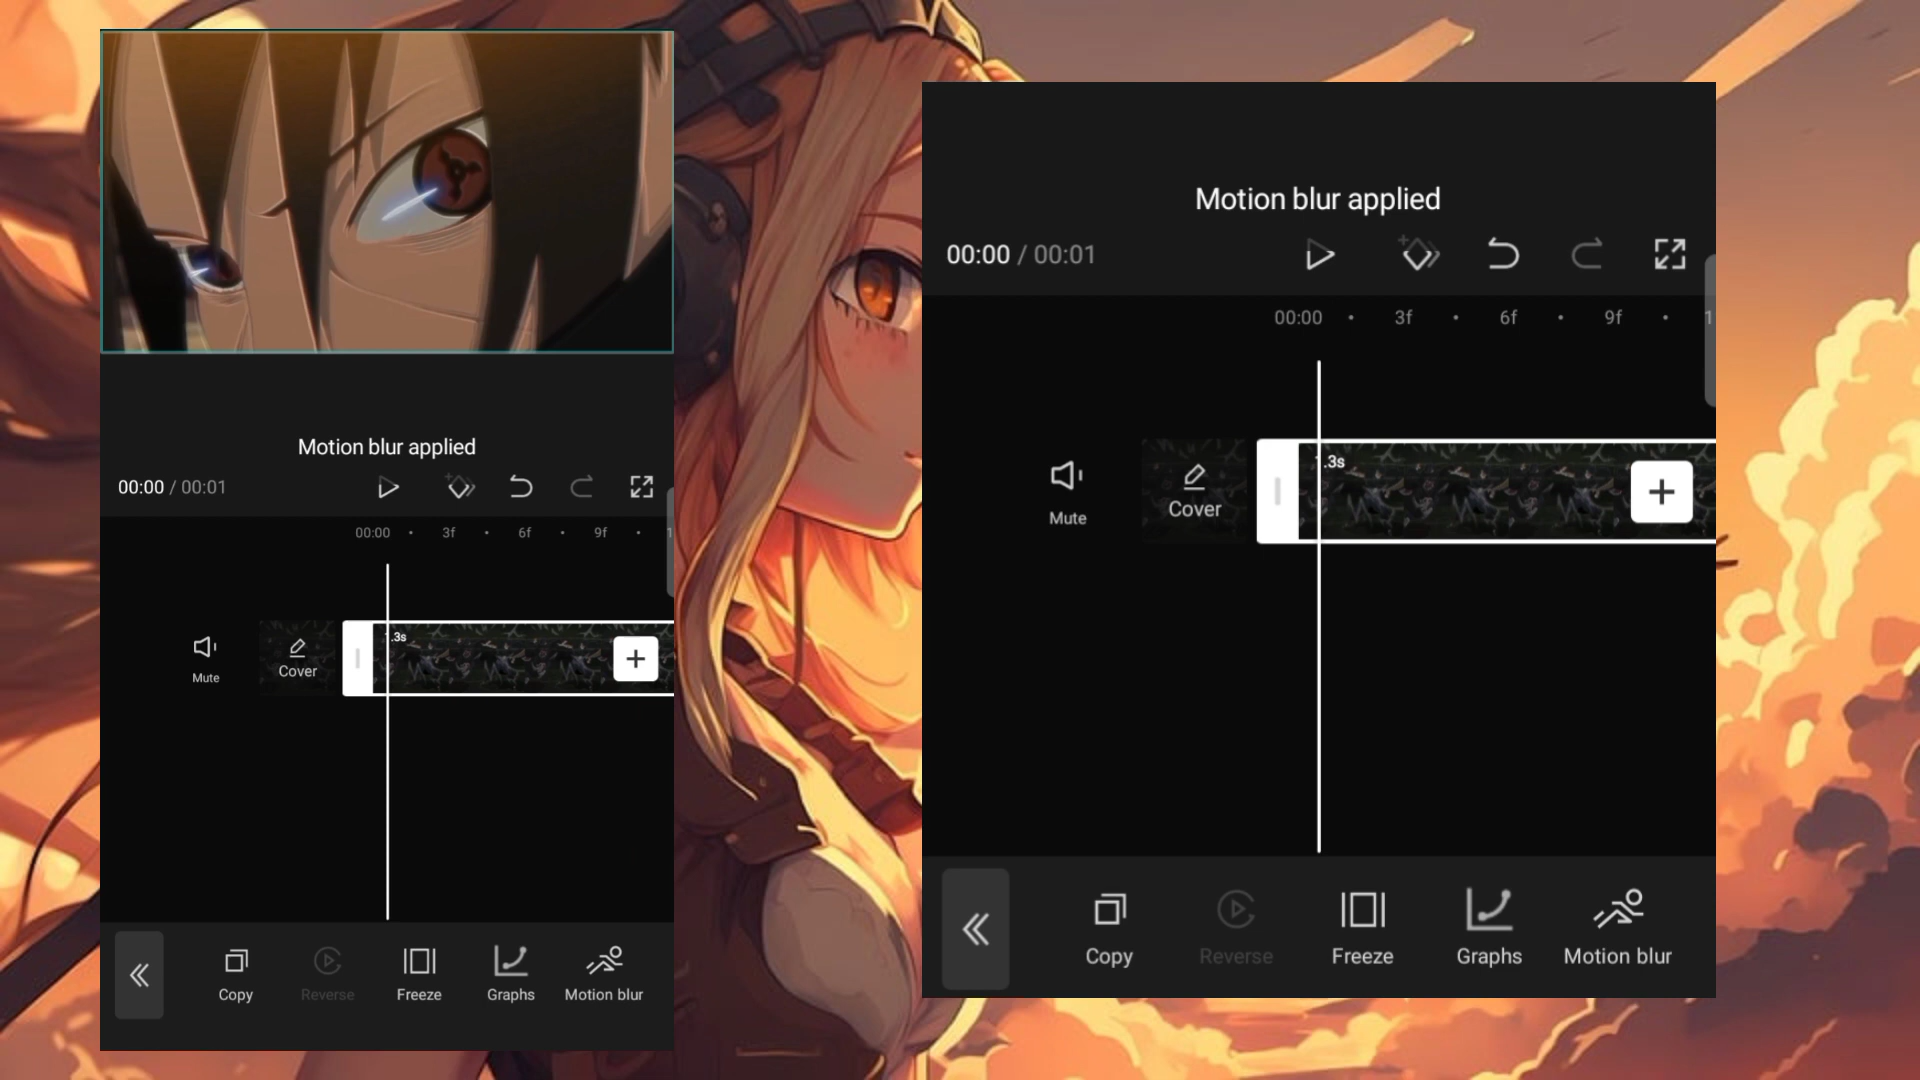 Motion blur applied
00:00 / 00:01
00:00 3f 6f 9f 1
.3s
Mute
Cover
Copy Reverse Freeze Graphs Motion blur
Motion blur applied
00:00 / 00:01
00:00 3f 6f 9f 1
.3s
Mute
Cover
Copy Reverse Freeze Graphs Motion blur